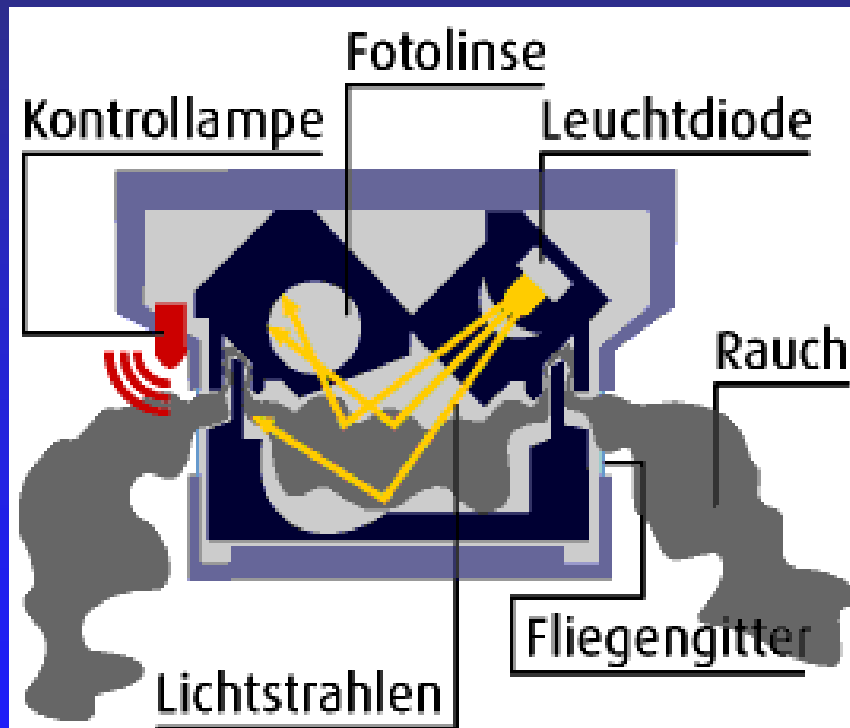 Fotolinse
Kontrollampe
Leuchtdiode
Rauch
Fliegengitter
Lichtstrahlen